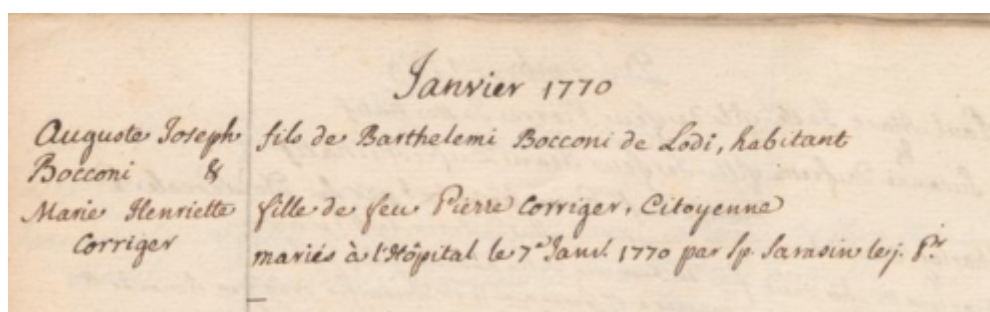 Janvier 1770
Auguste Joseph fils de Barthelemi Bocconi de Lodi, habitant
Bocconi &
Marie Henriette fille de feu Pierre Corriger, Citoyenne
Corriger mariés à l'Hôpital le 7e Janv. 1770 par Sp. Sarasin le j. Pr.